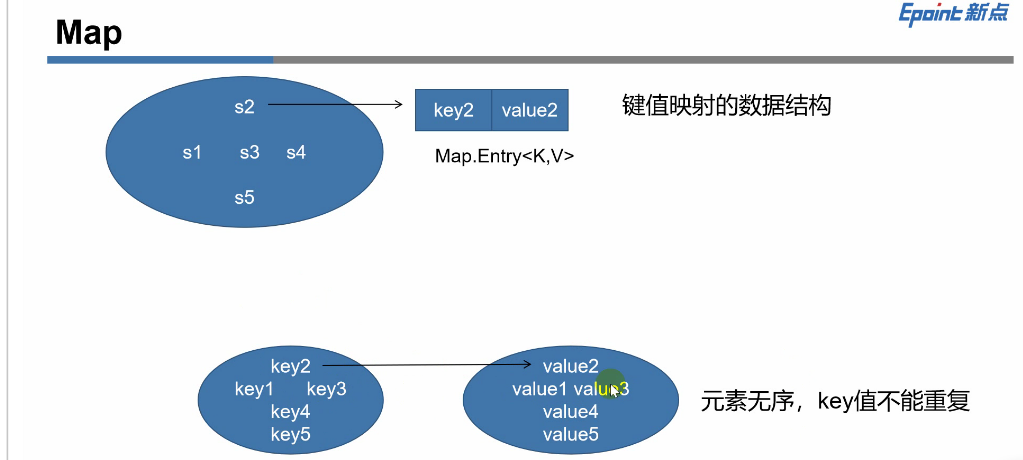 Map
Epoint 新点
s2
s1 s3 s4
s5
key2 value2
Map.Entry<K,V>
键值映射的数据结构
key2
key1 key3
key4
key5
value2
value1 value3
value4
value5
元素无序，key值不能重复